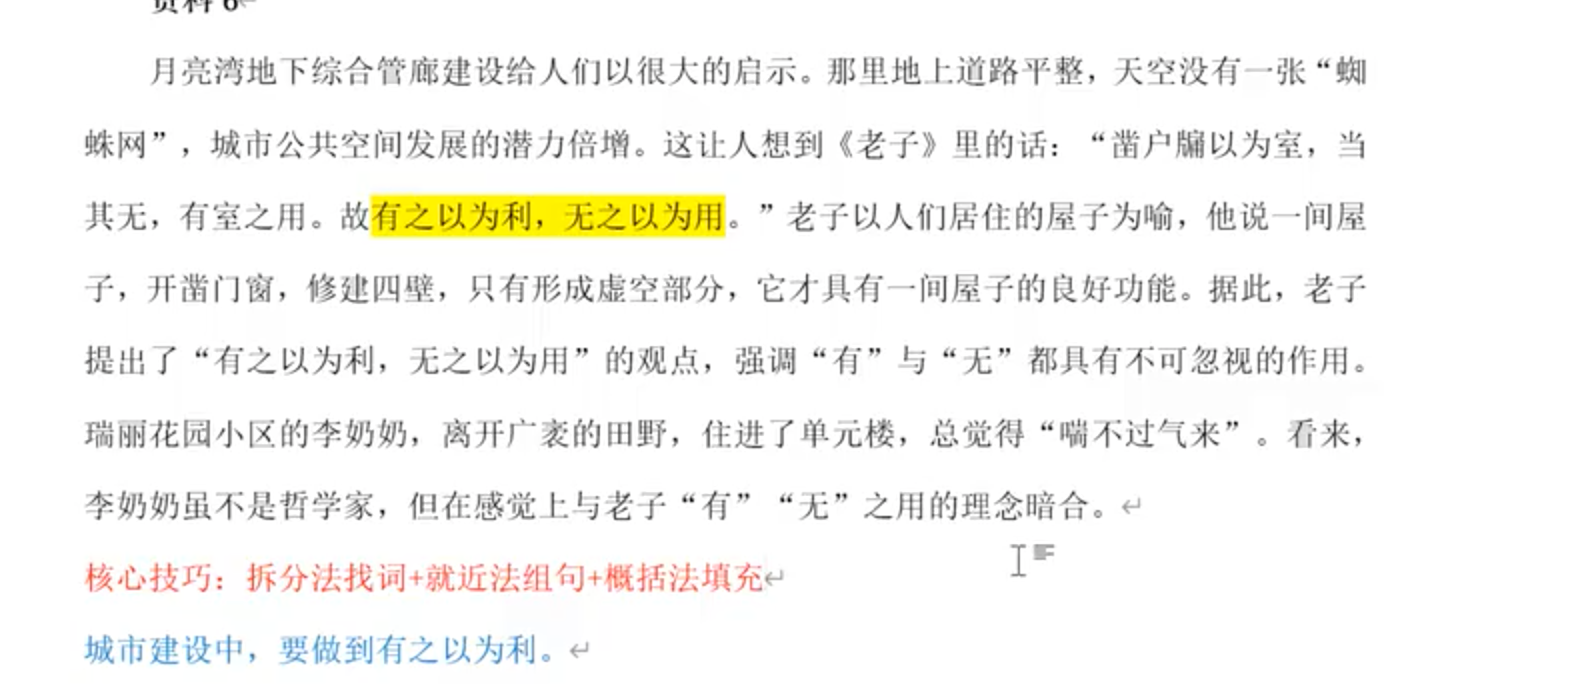 资料 6
月亮湾地下综合管廊建设给人们以很大的启示。那里地上道路平整，天空没有一张“蜘
蛛网”，城市公共空间发展的潜力倍增。这让人想到《老子》里的话：“凿户牖以为室，当
其无，有室之用。故有之以为利，无之以为用。”老子以人们居住的屋子为喻，他说一间屋
子，开凿门窗，修建四壁，只有形成虚空部分，它才具有一间屋子的良好功能。据此，老子
提出了“有之以为利，无之以为用”的观点，强调“有”与“无”都具有不可忽视的作用。
瑞丽花园小区的李奶奶，离开广袤的田野，住进了单元楼，总觉得“喘不过气来”。看来，
李奶奶虽不是哲学家，但在感觉上与老子“有”“无”之用的理念暗合。
核心技巧：拆分法找词+就近法组句+概括法填充
城市建设中，要做到有之以为利。